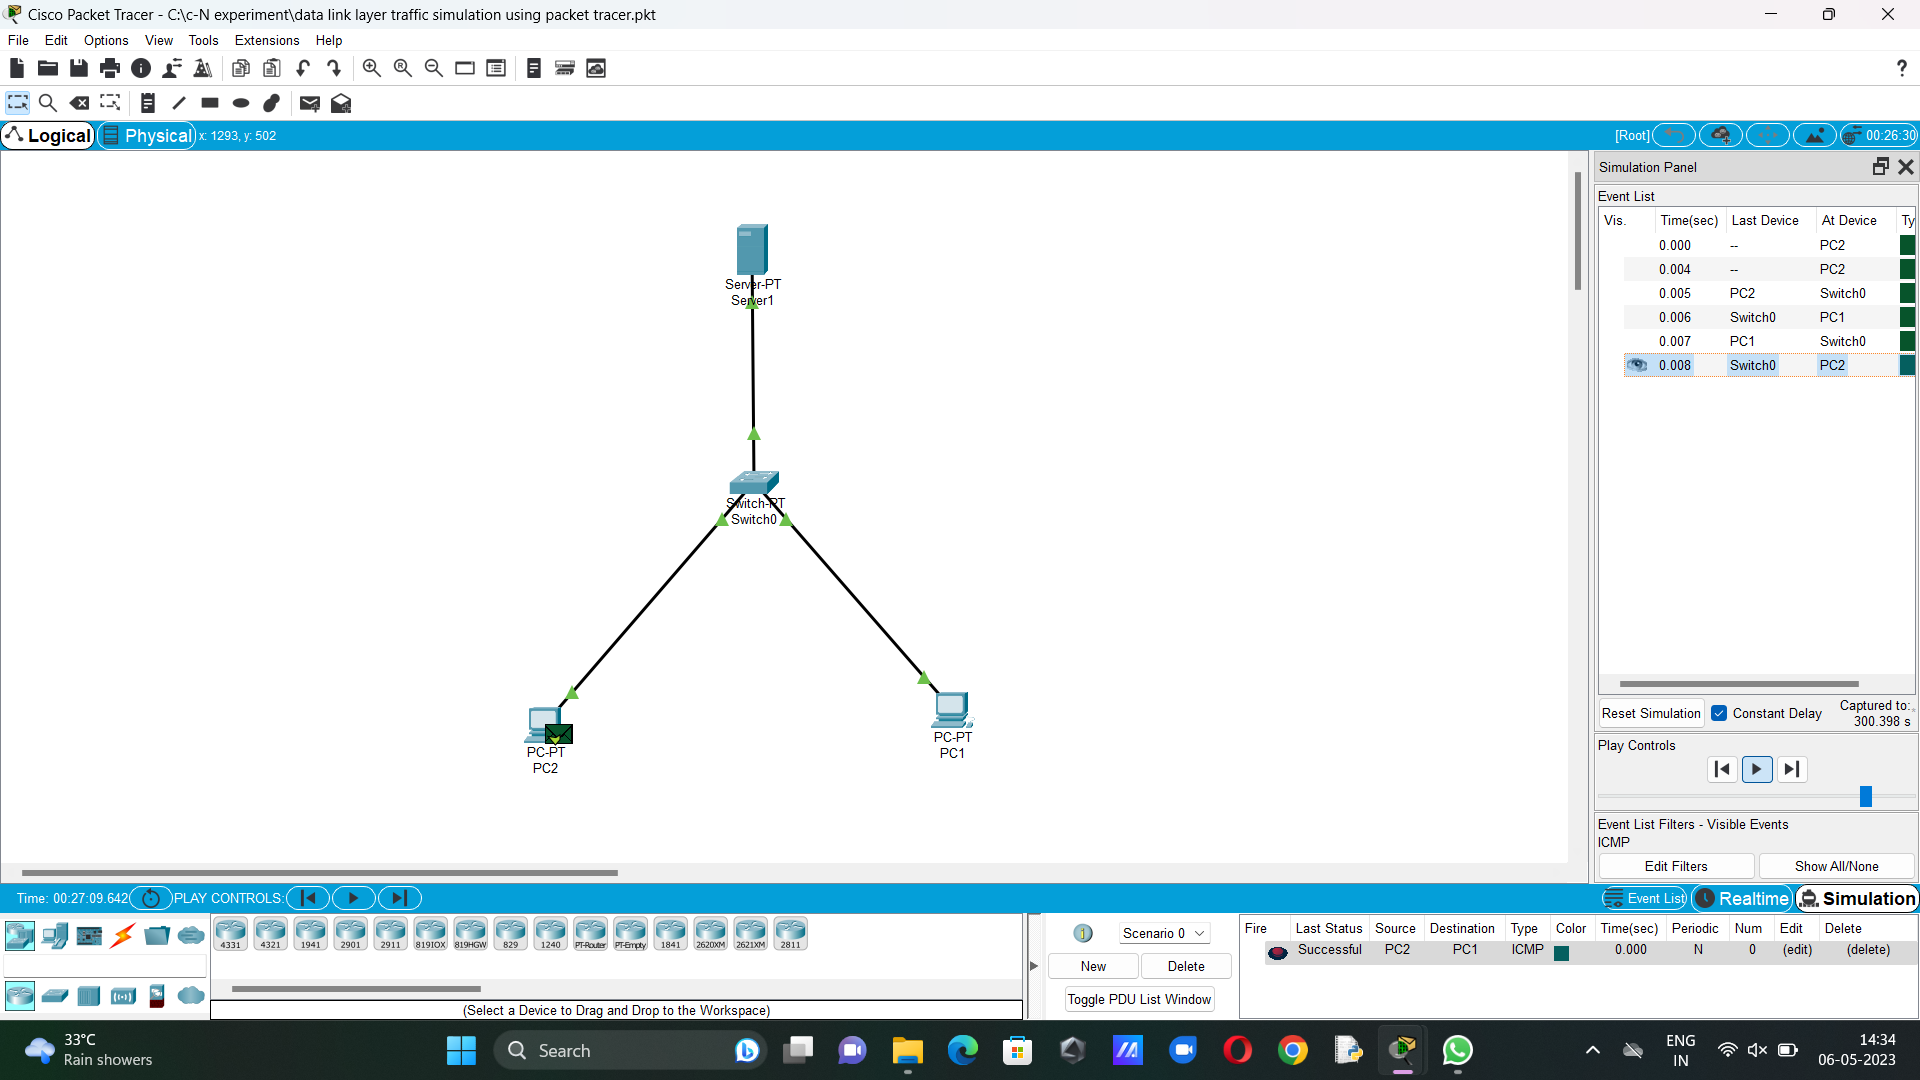 Cisco Packet Tracer - C:\c-N experiment\data link layer traffic simulation using packet tracer.pkt
File Edit Options View Tools Extensions Help
?
Logical Physical x: 1293, y: 502
[Root] 00:26:30
Simulation Panel
Event List
Vis. Time(sec) Last Device At Device Ty
0.000 -- PC2
0.004 -- PC2
0.005 PC2 Switch0
0.006 Switch0 PC1
0.007 PC1 Switch0
0.008 Switch0 PC2
Reset Simulation Constant Delay Captured to:
300.398 s
Play Controls
Event List Filters - Visible Events
ICMP
Edit Filters Show All/None
Server-PT
Server1
Switch-PT
Switch0
PC-PT
PC2
PC-PT
PC1
Time: 00:27:09.642 PLAY CONTROLS:
Event List Realtime Simulation
4331 4321 1941 2901 2911 819IOX 819HGW 829 1240 PT-Router PT-Empty 1841 2620XM 2621XM 2811
(Select a Device to Drag and Drop to the Workspace)
1 Scenario 0
New Delete
Toggle PDU List Window
Fire Last Status Source Destination Type Color Time(sec) Periodic Num Edit Delete
Successful PC2 PC1 ICMP 0.000 N 0 (edit) (delete)
33°C
Rain showers
Search
ENG
IN
14:34
06-05-2023